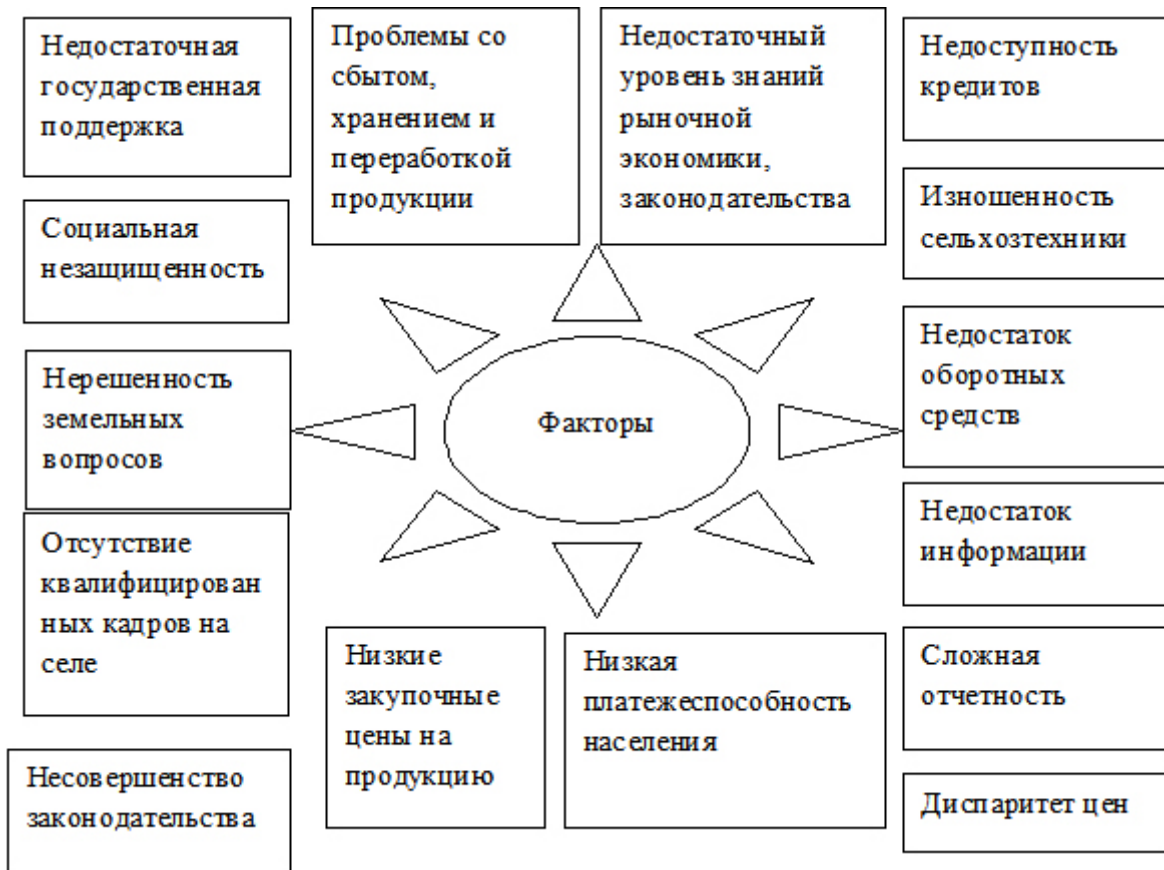 Недостаточная
государственная
поддержка
Проблемы со
сбытом,
хранением и
переработкой
продукции
Недостаточный
уровень знаний
рыночной
экономики,
законодательства
Недоступность
кредитов
Социальная
незащищенность
Изношенность
сельхозтехники
Нерешенность
земельных
вопросов
Факторы
Недостаток
оборотных
средств
Отсутствие
квалифицирован
ных кадров на
селе
Недостаток
информации
Низкие
закупочные
цены на
продукцию
Низкая
платежеспособность
населения
Сложная
отчетность
Несовершенство
законодательства
Диспаритет цен